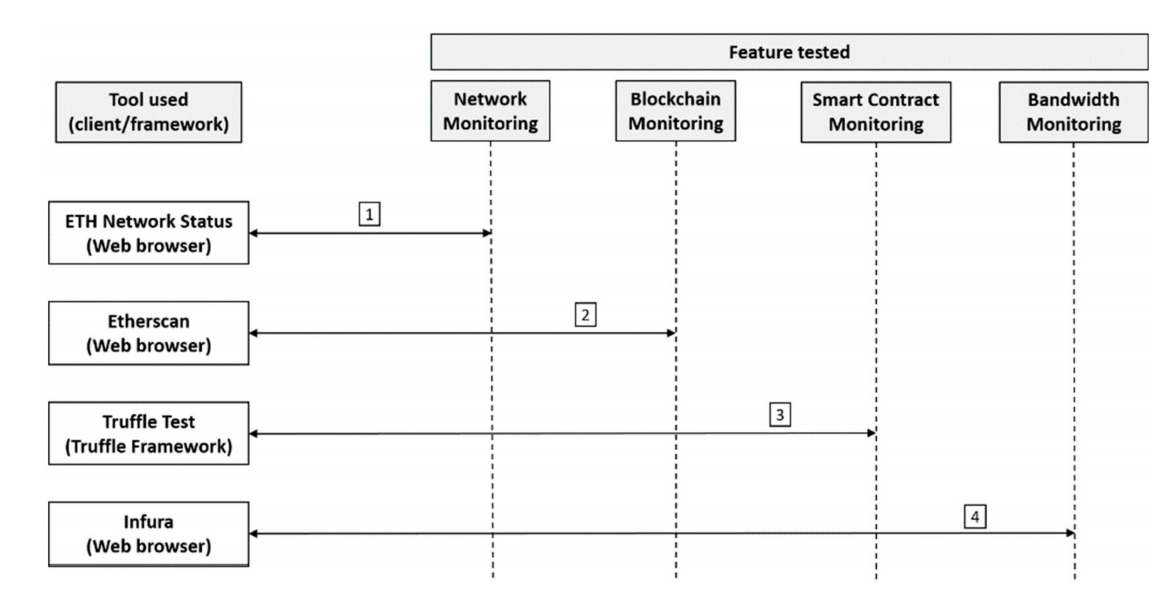 Feature tested
Tool used
(client/framework)
Network
Monitoring
Blockchain
Monitoring
Smart Contract
Monitoring
Bandwidth
Monitoring
ETH Network Status
(Web browser)
1
Etherscan
(Web browser)
2
Truffle Test
(Truffle Framework)
3
Infura
(Web browser)
4